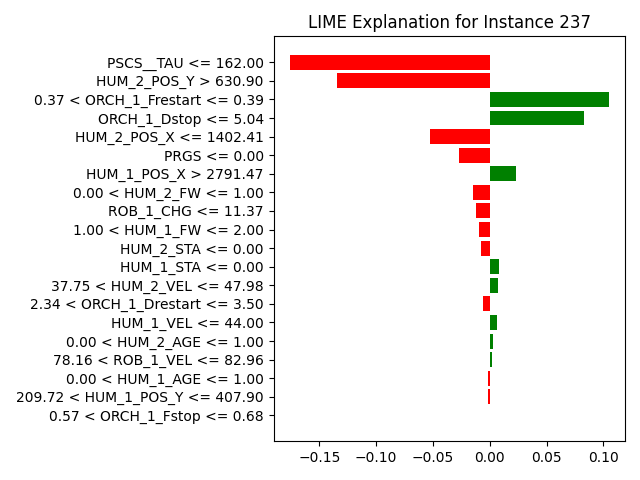 LIME Explanation for Instance 237
PSCS__TAU <= 162.00
HUM_2_POS_Y > 630.90
0.37 < ORCH_1_Frestart <= 0.39
ORCH_1_Dstop <= 5.04
HUM_2_POS_X <= 1402.41
PRGS <= 0.00
HUM_1_POS_X > 2791.47
0.00 < HUM_2_FW <= 1.00
ROB_1_CHG <= 11.37
1.00 < HUM_1_FW <= 2.00
HUM_2_STA <= 0.00
HUM_1_STA <= 0.00
37.75 < HUM_2_VEL <= 47.98
2.34 < ORCH_1_Drestart <= 3.50
HUM_1_VEL <= 44.00
0.00 < HUM_2_AGE <= 1.00
78.16 < ROB_1_VEL <= 82.96
0.00 < HUM_1_AGE <= 1.00
209.72 < HUM_1_POS_Y <= 407.90
0.57 < ORCH_1_Fstop <= 0.68
−0.15 −0.10 −0.05 0.00 0.05 0.10